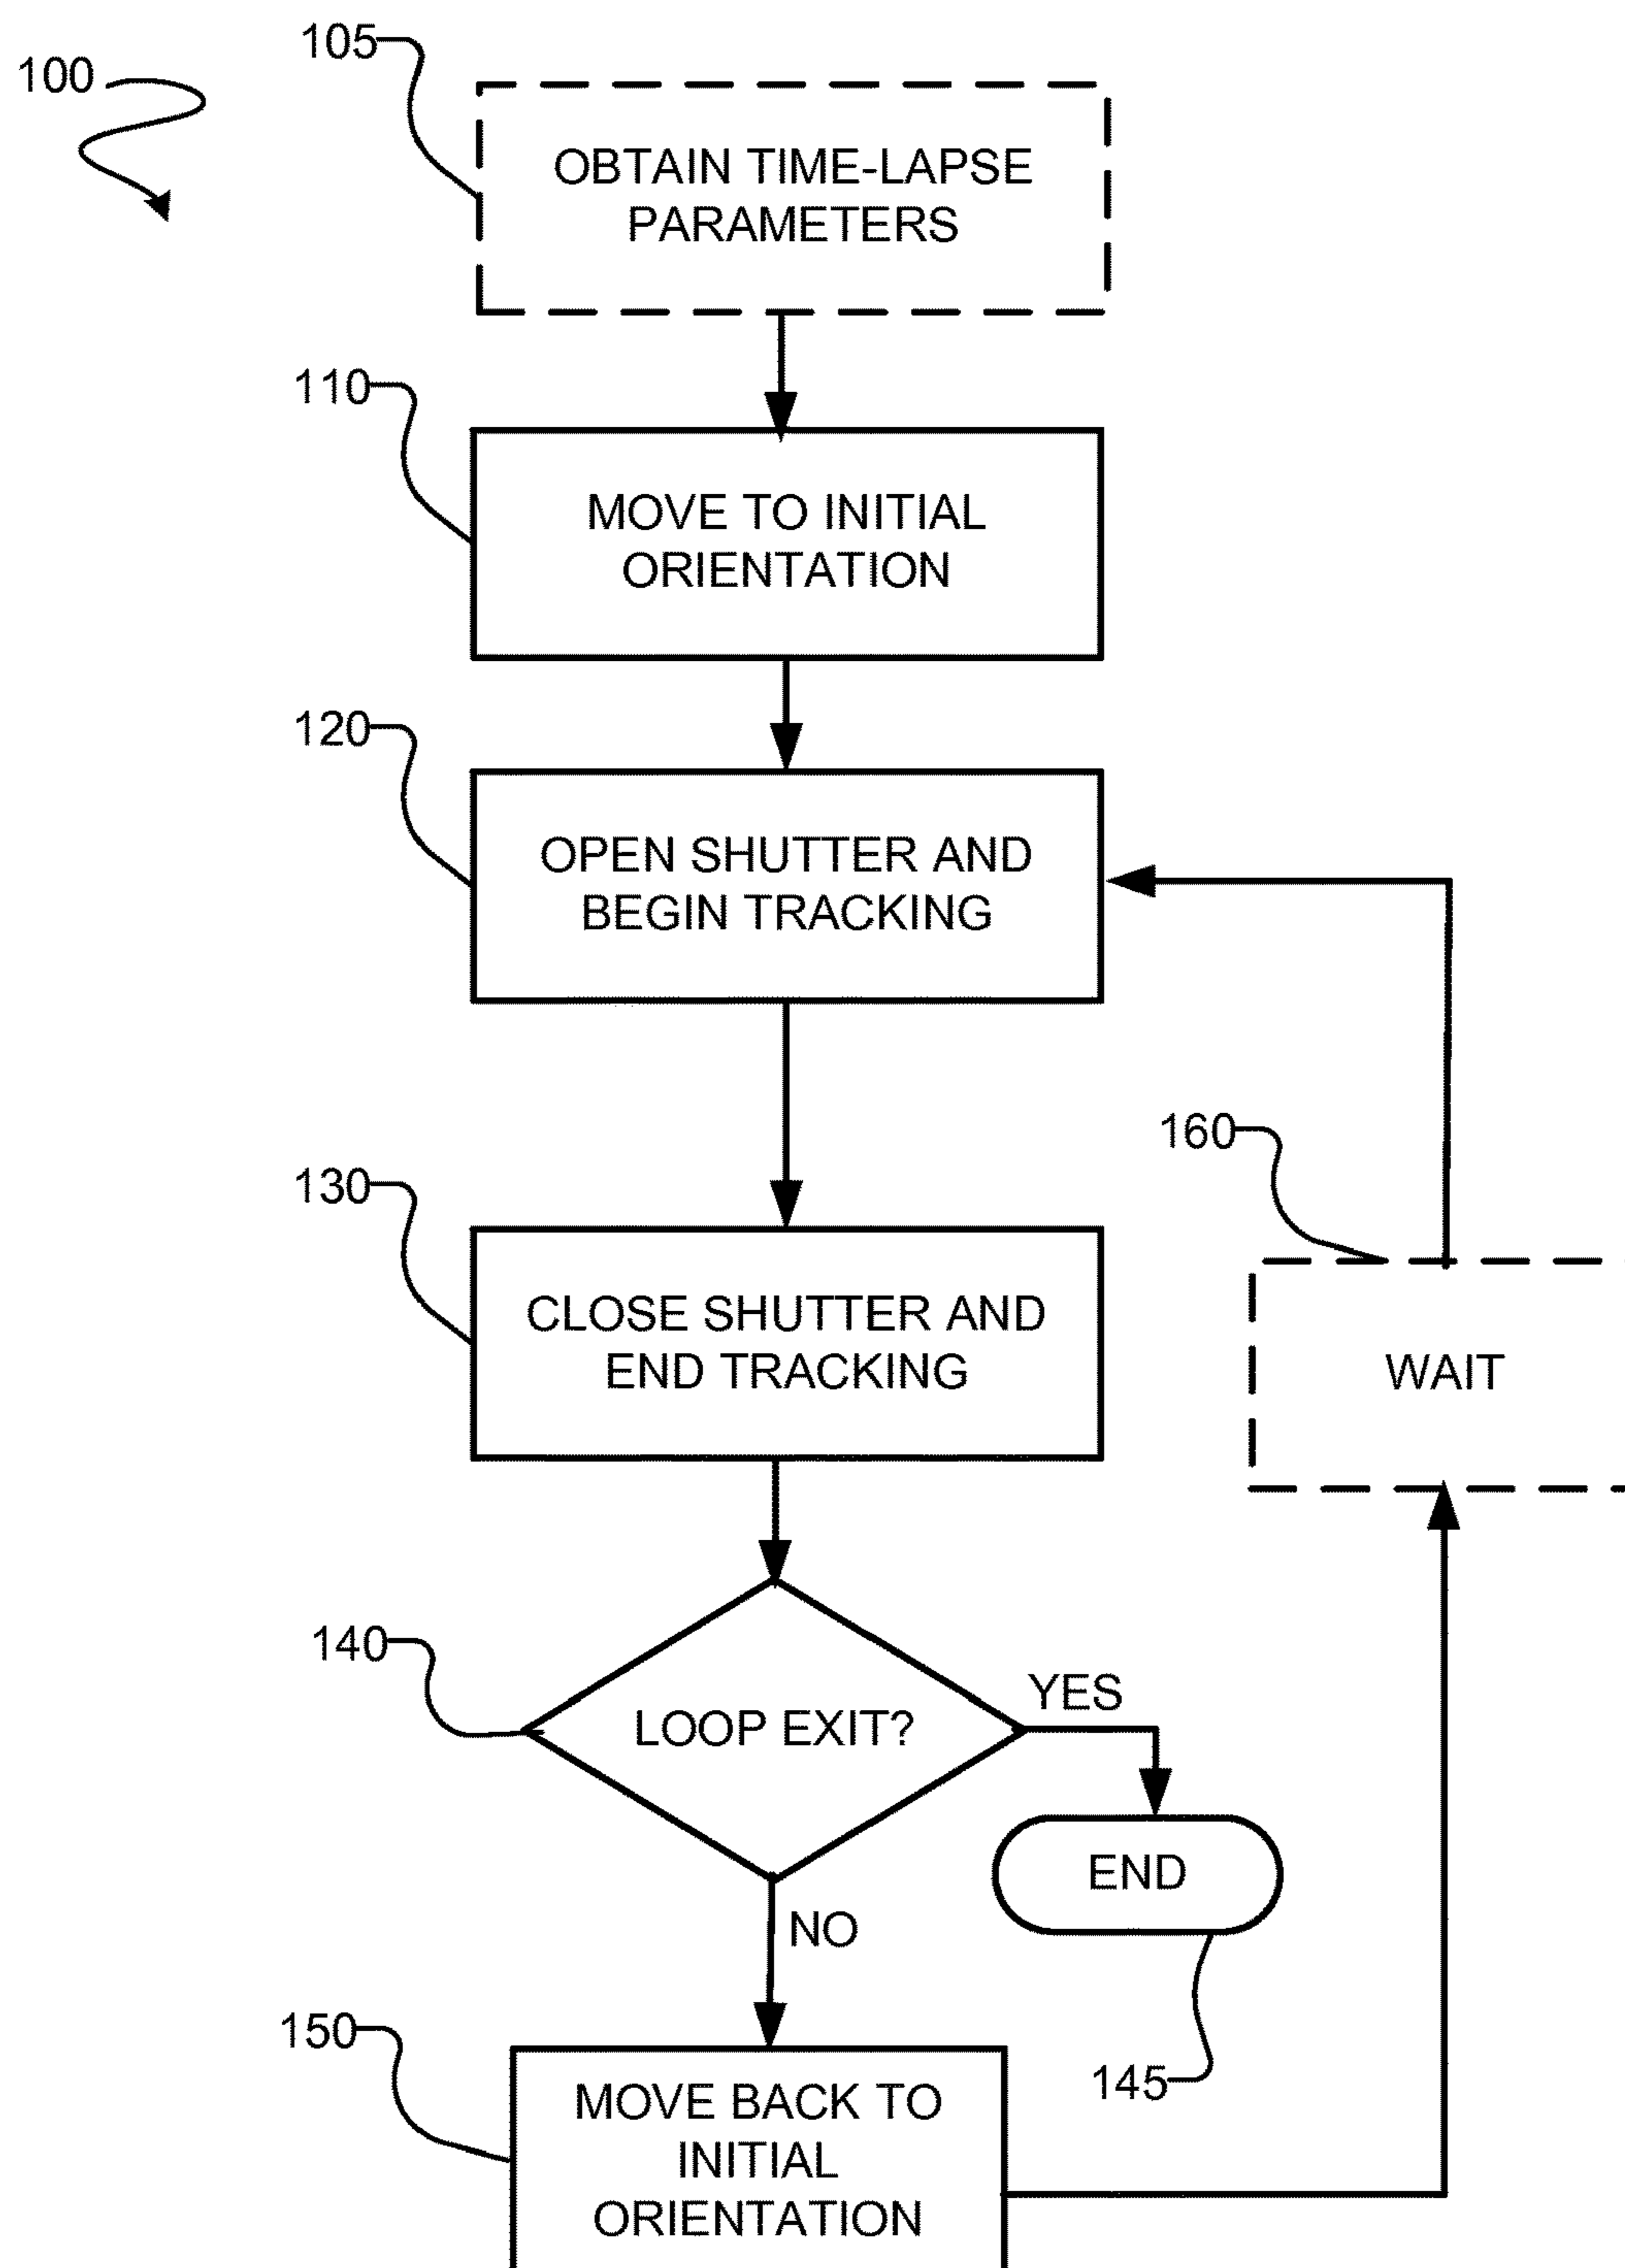 100
105
OBTAIN TIME-LAPSE
PARAMETERS
110
MOVE TO INITIAL
ORIENTATION
120
OPEN SHUTTER AND
BEGIN TRACKING
130
CLOSE SHUTTER AND
END TRACKING
160
WAIT
140
LOOP EXIT?
YES
END
NO
145
150
MOVE BACK TO
INITIAL
ORIENTATION